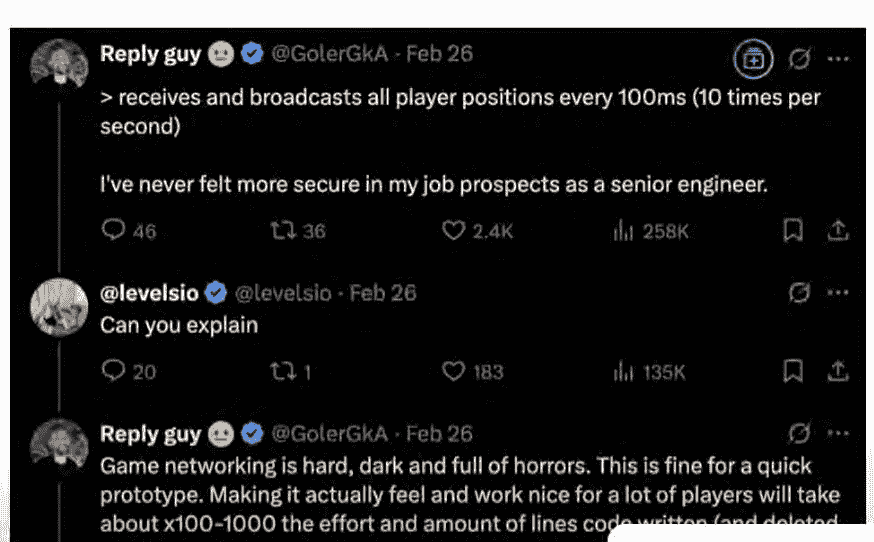 Reply guy 😐 @GolerGkA · Feb 26
> receives and broadcasts all player positions every 100ms (10 times per
second)
I've never felt more secure in my job prospects as a senior engineer.
46 36 2.4K 258K
@levelsio @levelsio · Feb 26
Can you explain
20 1 183 135K
Reply guy 😐 @GolerGkA · Feb 26
Game networking is hard, dark and full of horrors. This is fine for a quick
prototype. Making it actually feel and work nice for a lot of players will take
about x100-1000 the effort and amount of lines code written (and deleted